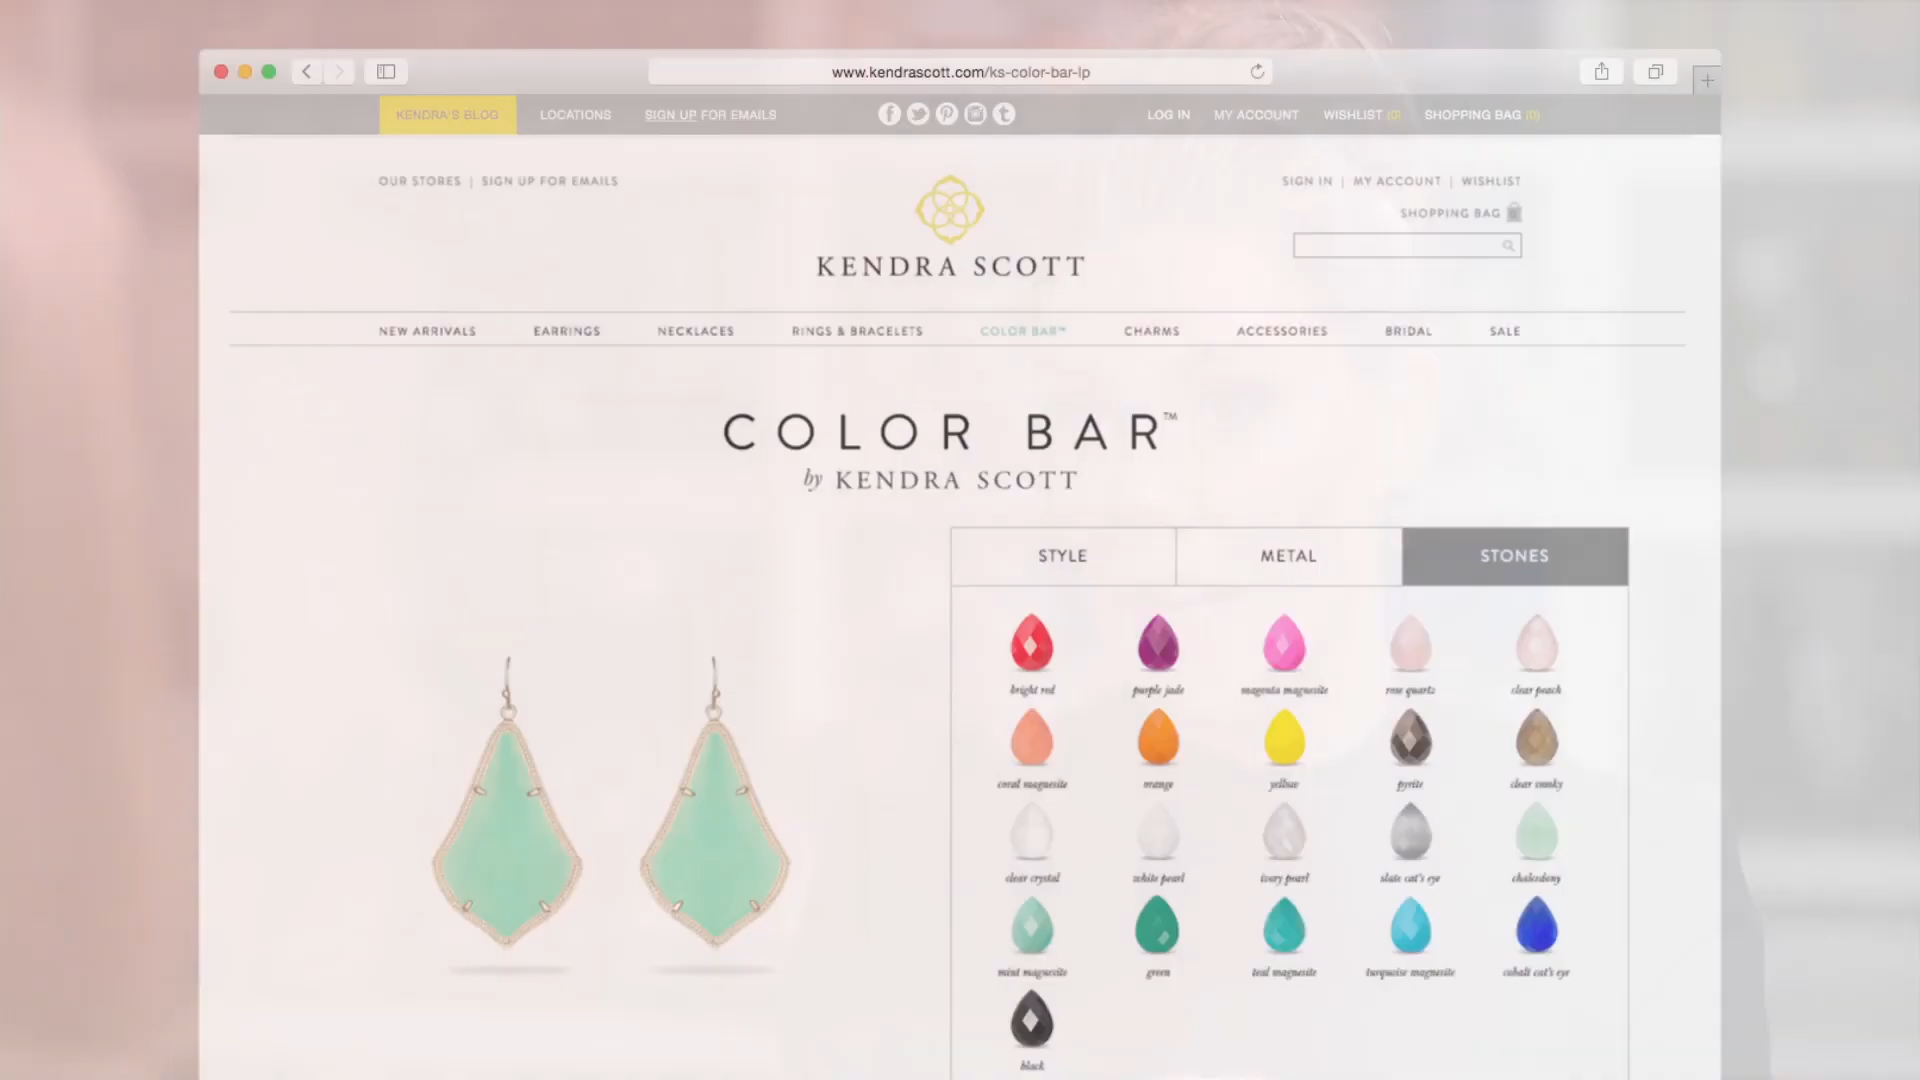 www.kendrascott.com/ks-color-bar-lp
KENDRA'S BLOG LOCATIONS SIGN UP FOR EMAILS LOG IN MY ACCOUNT WISHLIST (0) SHOPPING BAG (0)
OUR STORES | SIGN UP FOR EMAILS
SIGN IN | MY ACCOUNT | WISHLIST
SHOPPING BAG
KENDRA SCOTT
NEW ARRIVALS EARRINGS NECKLACES RINGS & BRACELETS COLOR BAR™ CHARMS ACCESSORIES BRIDAL SALE
COLOR BAR™
by KENDRA SCOTT
STYLE METAL STONES
bright red purple jade magenta magnesite rose quartz clear peach
coral magnesite orange yellow pyrite clear smoky
clear crystal white pearl ivory pearl slate cat's eye chalcedony
mint magnesite green teal magnesite turquoise magnesite cobalt cat's eye
black